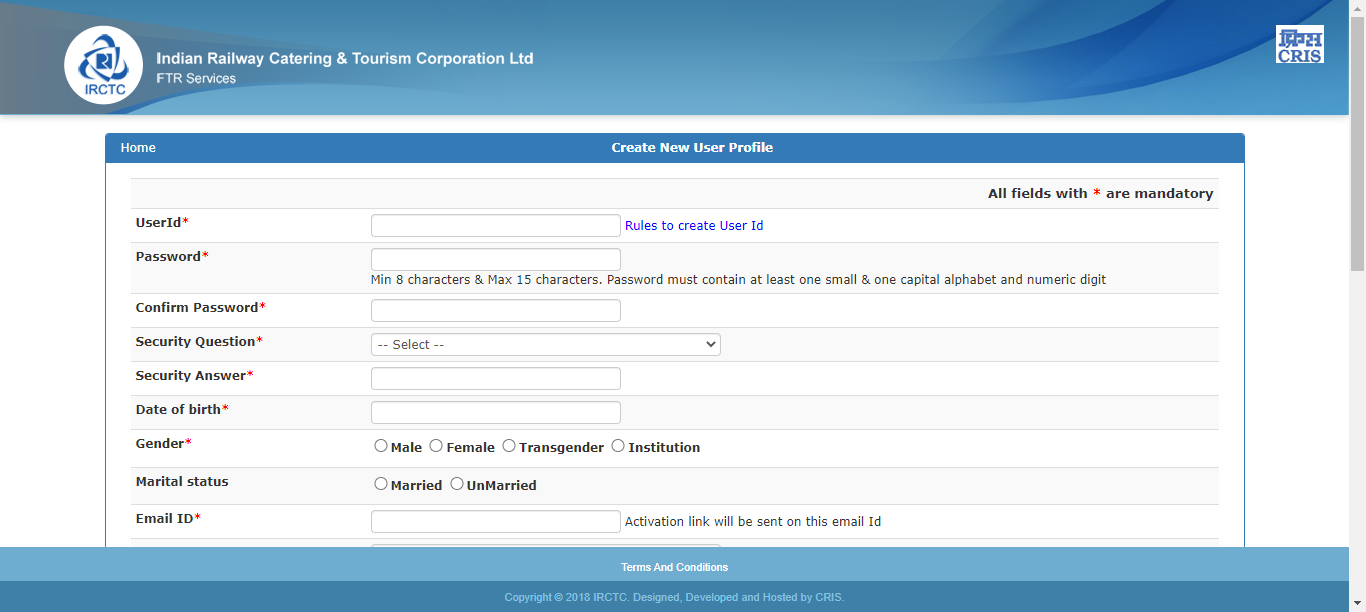 Indian Railway Catering & Tourism Corporation Ltd
FTR Services
IRCTC
क्रिस
CRIS
Home
Create New User Profile
All fields with * are mandatory
UserId*
Rules to create User Id
Password*
Min 8 characters & Max 15 characters. Password must contain at least one small & one capital alphabet and numeric digit
Confirm Password*
Security Question*
-- Select --
Security Answer*
Date of birth*
Gender*
Male Female Transgender Institution
Marital status
Married UnMarried
Email ID*
Activation link will be sent on this email Id
Terms And Conditions
Copyright © 2018 IRCTC. Designed, Developed and Hosted by CRIS.